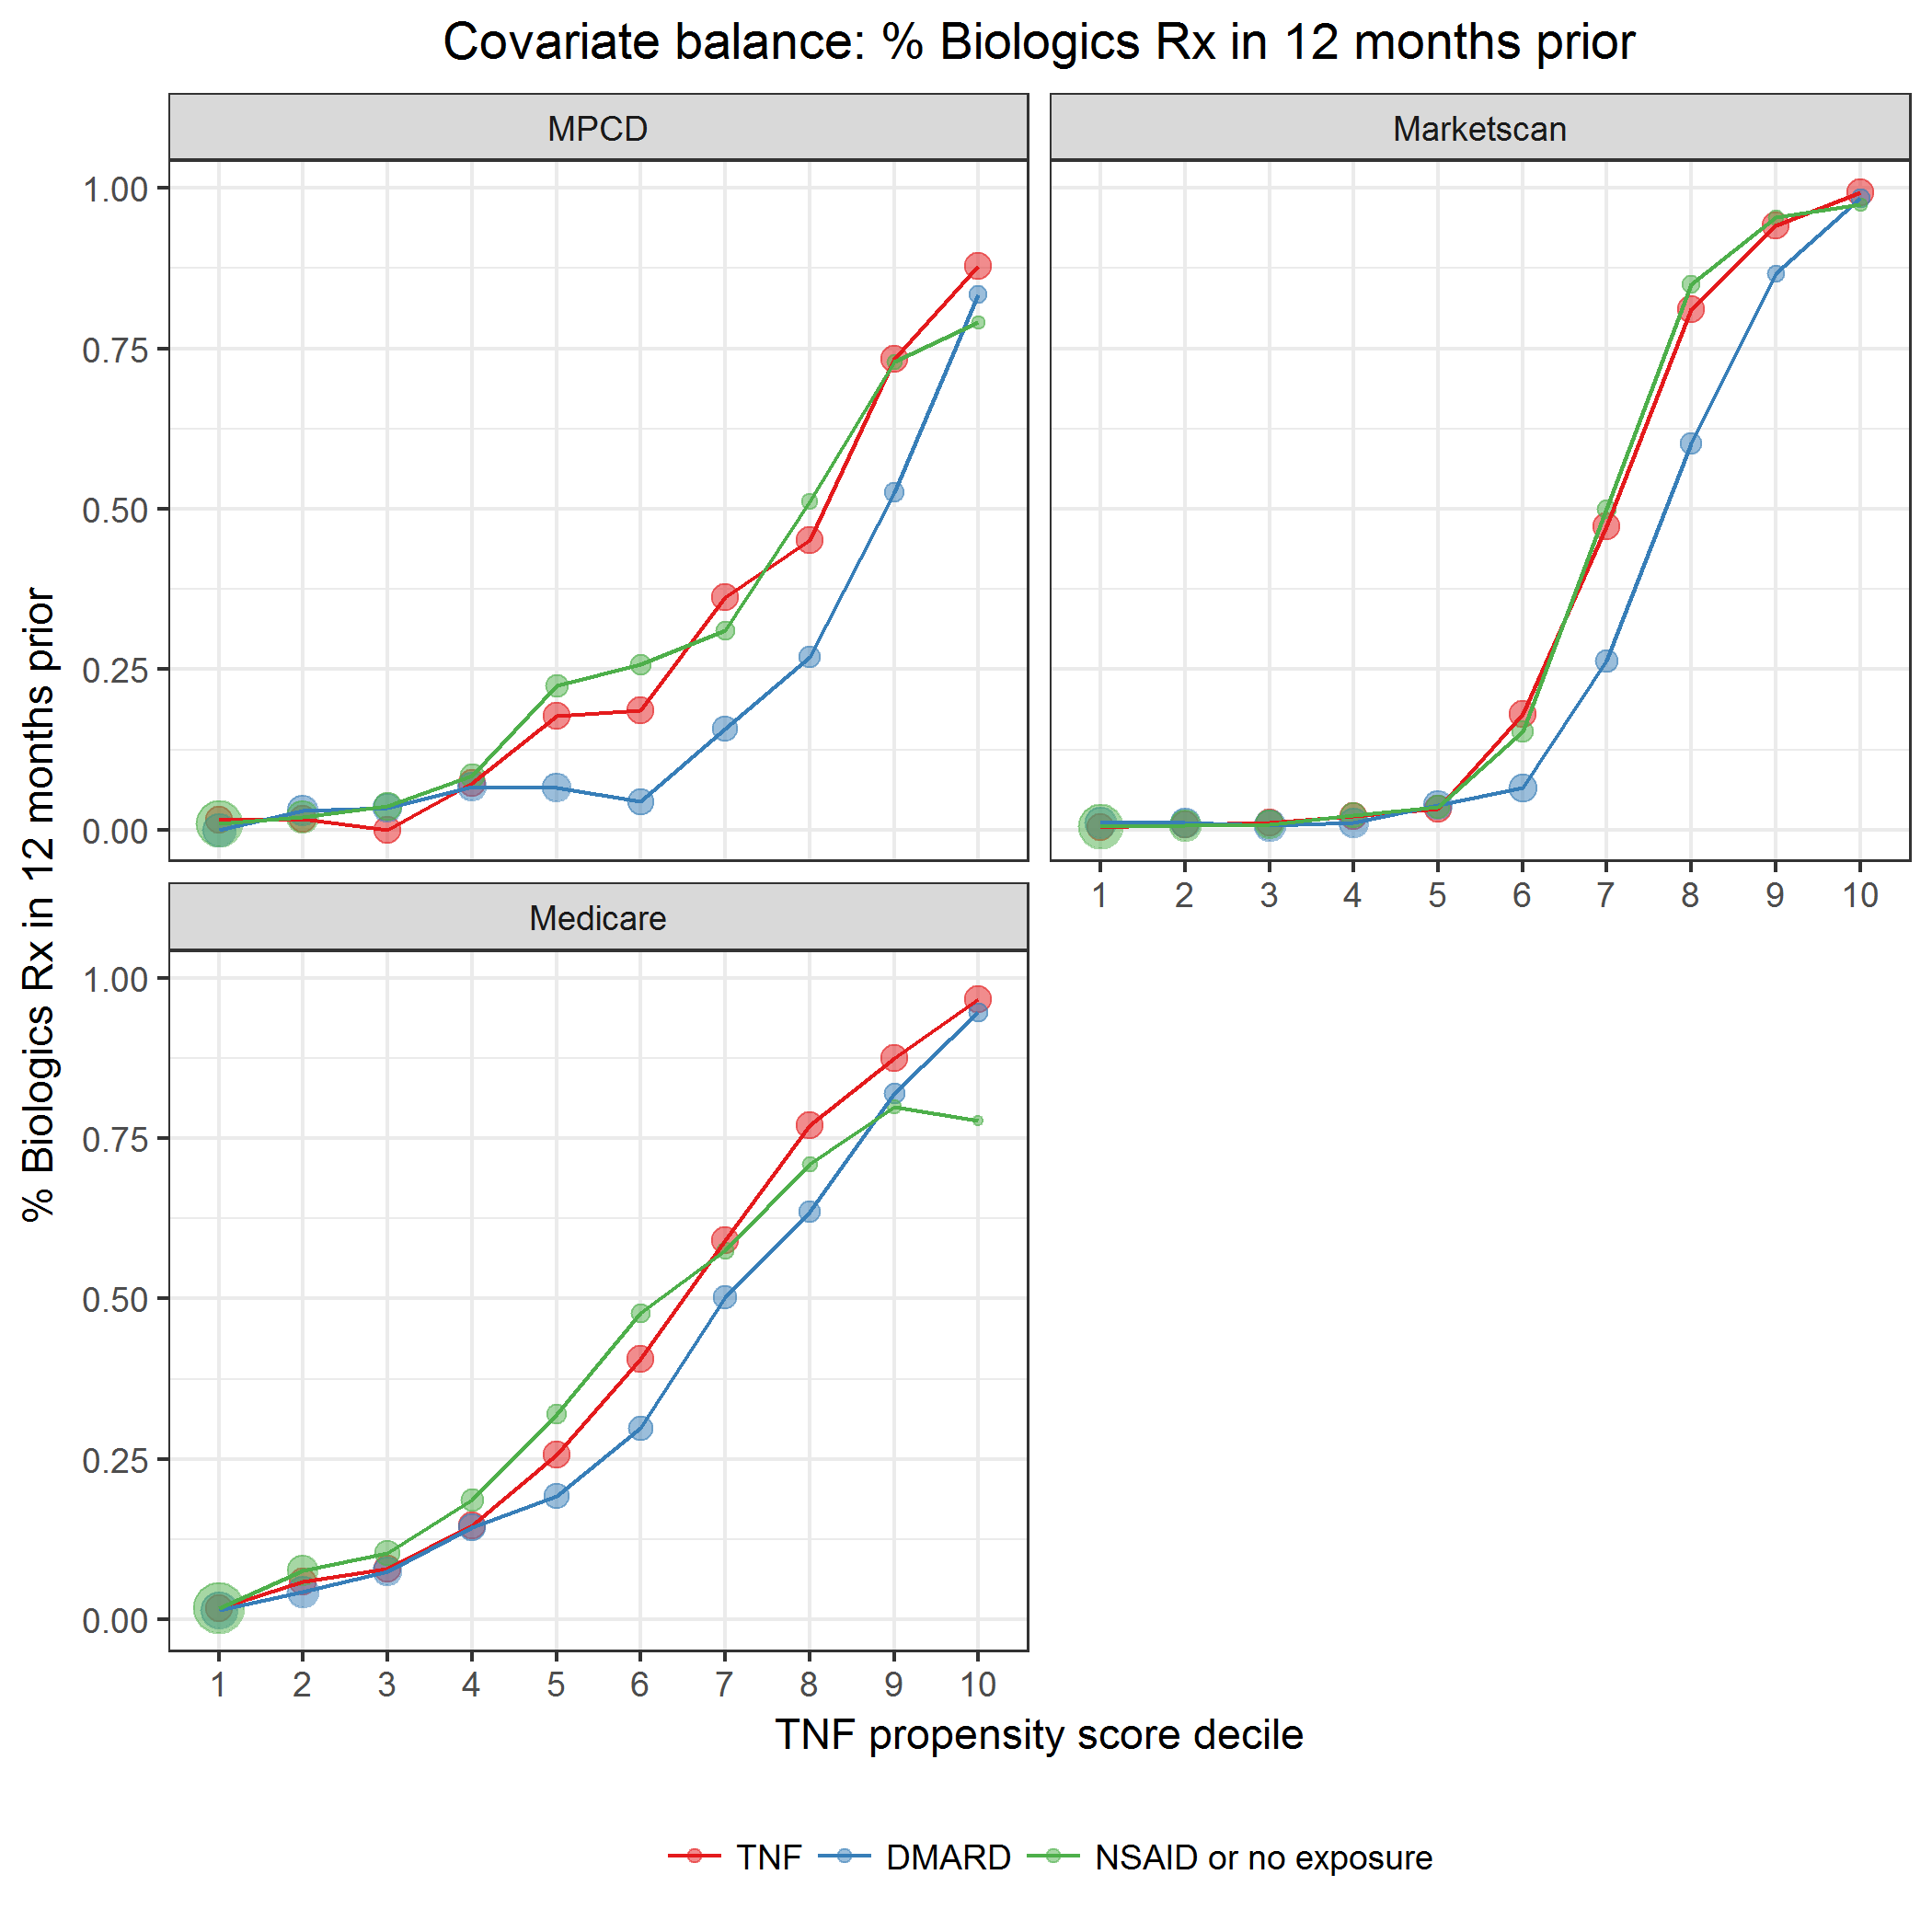 Covariate balance: % Biologics Rx in 12 months prior
MPCD
Marketscan
1.00
0.75
0.50
0.25
0.00
1 2 3 4 5 6 7 8 9 10
Medicare
1.00
0.75
0.50
0.25
0.00
1 2 3 4 5 6 7 8 9 10
% Biologics Rx in 12 months prior
TNF propensity score decile
TNF DMARD NSAID or no exposure